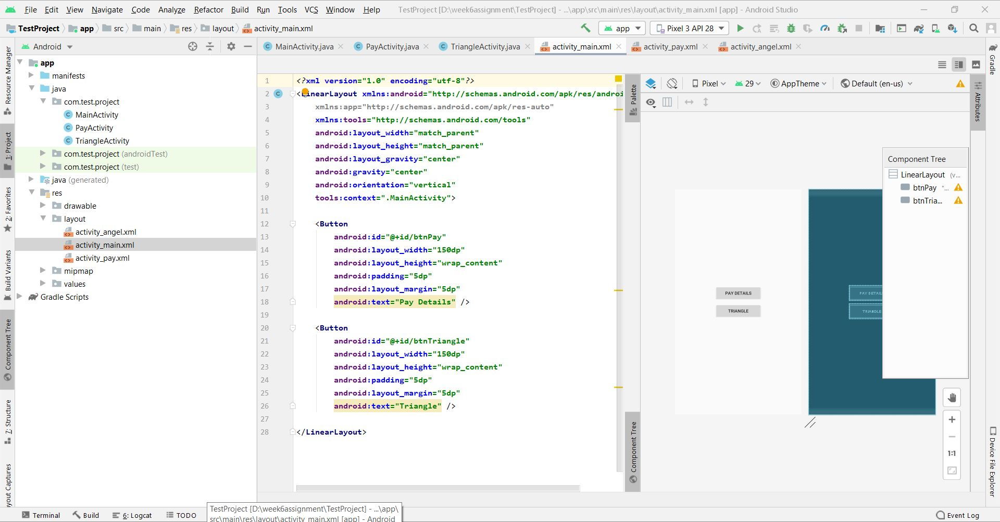 File Edit View Navigate Code Analyze Refactor Build Run Tools VCS Window Help TestProject [D:\week6assignment\TestProject] - ...\app\src\main\res\layout\activity_main.xml [app] - Android Studio
TestProject app src main res layout activity_main.xml app Pixel 3 API 28
Android
MainActivity.java PayActivity.java TriangleActivity.java activity_main.xml activity_pay.xml activity_angel.xml
Resource Manager
1: Project
2: Favorites
Build Variants
Component Tree
7: Structure
yout Captures
app
manifests
java
com.test.project
MainActivity
PayActivity
TriangleActivity
com.test.project (androidTest)
com.test.project (test)
java (generated)
res
drawable
layout
activity_angel.xml
activity_main.xml
activity_pay.xml
mipmap
values
Gradle Scripts
1 <?xml version="1.0" encoding="utf-8"?>
2 <LinearLayout xmlns:android="http://schemas.android.com/apk/res/androi
3 xmlns:app="http://schemas.android.com/apk/res-auto"
4 xmlns:tools="http://schemas.android.com/tools"
5 android:layout_width="match_parent"
6 android:layout_height="match_parent"
7 android:layout_gravity="center"
8 android:gravity="center"
9 android:orientation="vertical"
10 tools:context=".MainActivity">
11
12 <Button
13 android:id="@+id/btnPay"
14 android:layout_width="150dp"
15 android:layout_height="wrap_content"
16 android:padding="5dp"
17 android:layout_margin="5dp"
18 android:text="Pay Details" />
19
20 <Button
21 android:id="@+id/btnTriangle"
22 android:layout_width="150dp"
23 android:layout_height="wrap_content"
24 android:padding="5dp"
25 android:layout_margin="5dp"
26 android:text="Triangle" />
27
28 </LinearLayout>
Palette
Component Tree
Pixel 29 AppTheme Default (en-us)
PAY DETAILS
TRIANGLE
PAY DETAIL
TRIANGLE
Component Tree
LinearLayout (v...
btnPay "...
btnTria...
1:1
Gradle
Attributes
Device File Explorer
Terminal Build 6: Logcat TODO
TestProject [D:\week6assignment\TestProject] - ...\app\
src\main\res\layout\activity_main.xml [app] - Android
Event Log